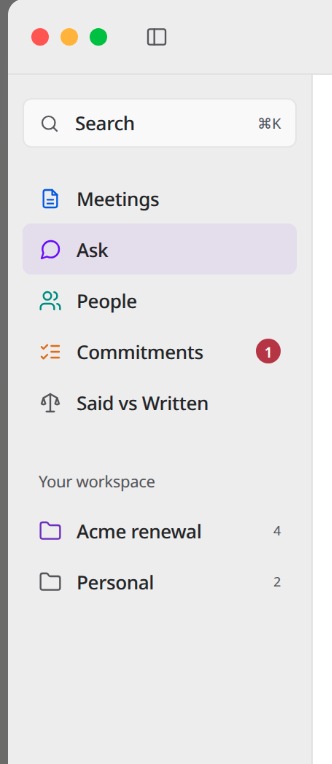 Search ⌘K
Meetings
Ask
People
Commitments 1
Said vs Written
Your workspace
Acme renewal 4
Personal 2